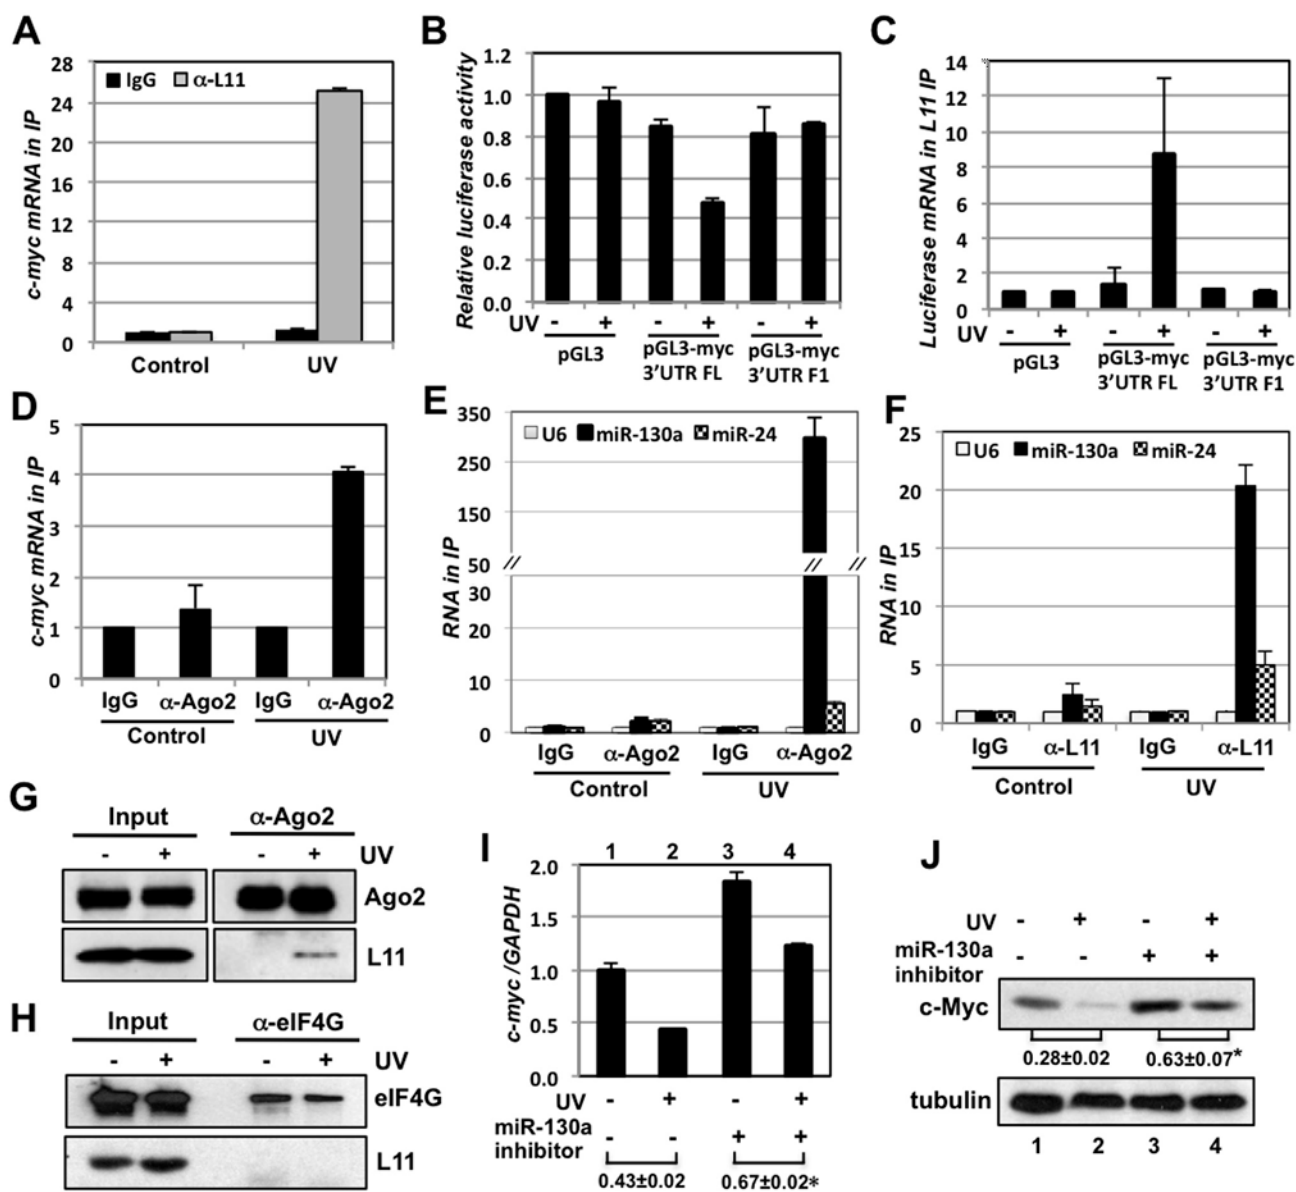 A
c-myc mRNA in IP
28
24
20
16
12
8
4
0
IgG α-L11
Control UV
B
Relative luciferase activity
1.2
1.0
0.8
0.6
0.4
0.2
0.0
UV - + - + - +
pGL3 pGL3-myc pGL3-myc
3'UTR FL 3'UTR F1
C
Luciferase mRNA in L11 IP
14
12
10
8
6
4
2
0
UV - + - + - +
pGL3 pGL3-myc pGL3-myc
3'UTR FL 3'UTR F1
D
c-myc mRNA in IP
5
4
3
2
1
0
IgG α-Ago2 IgG α-Ago2
Control UV
E
RNA in IP
350
250
150
50
30
20
10
0
U6 miR-130a miR-24
IgG α-Ago2 IgG α-Ago2
Control UV
F
RNA in IP
25
20
15
10
5
0
U6 miR-130a miR-24
IgG α-L11 IgG α-L11
Control UV
G
Input α-Ago2
- + - + UV
Ago2
L11
H
Input α-eIF4G
- + - + UV
eIF4G
L11
I
1 2 3 4
c-myc /GAPDH
2.0
1.5
1.0
0.5
0.0
UV - + - +
miR-130a
inhibitor - - + +
0.43±0.02 0.67±0.02*
J
UV - + - +
miR-130a
inhibitor - - + +
c-Myc
0.28±0.02 0.63±0.07*
tubulin
1 2 3 4